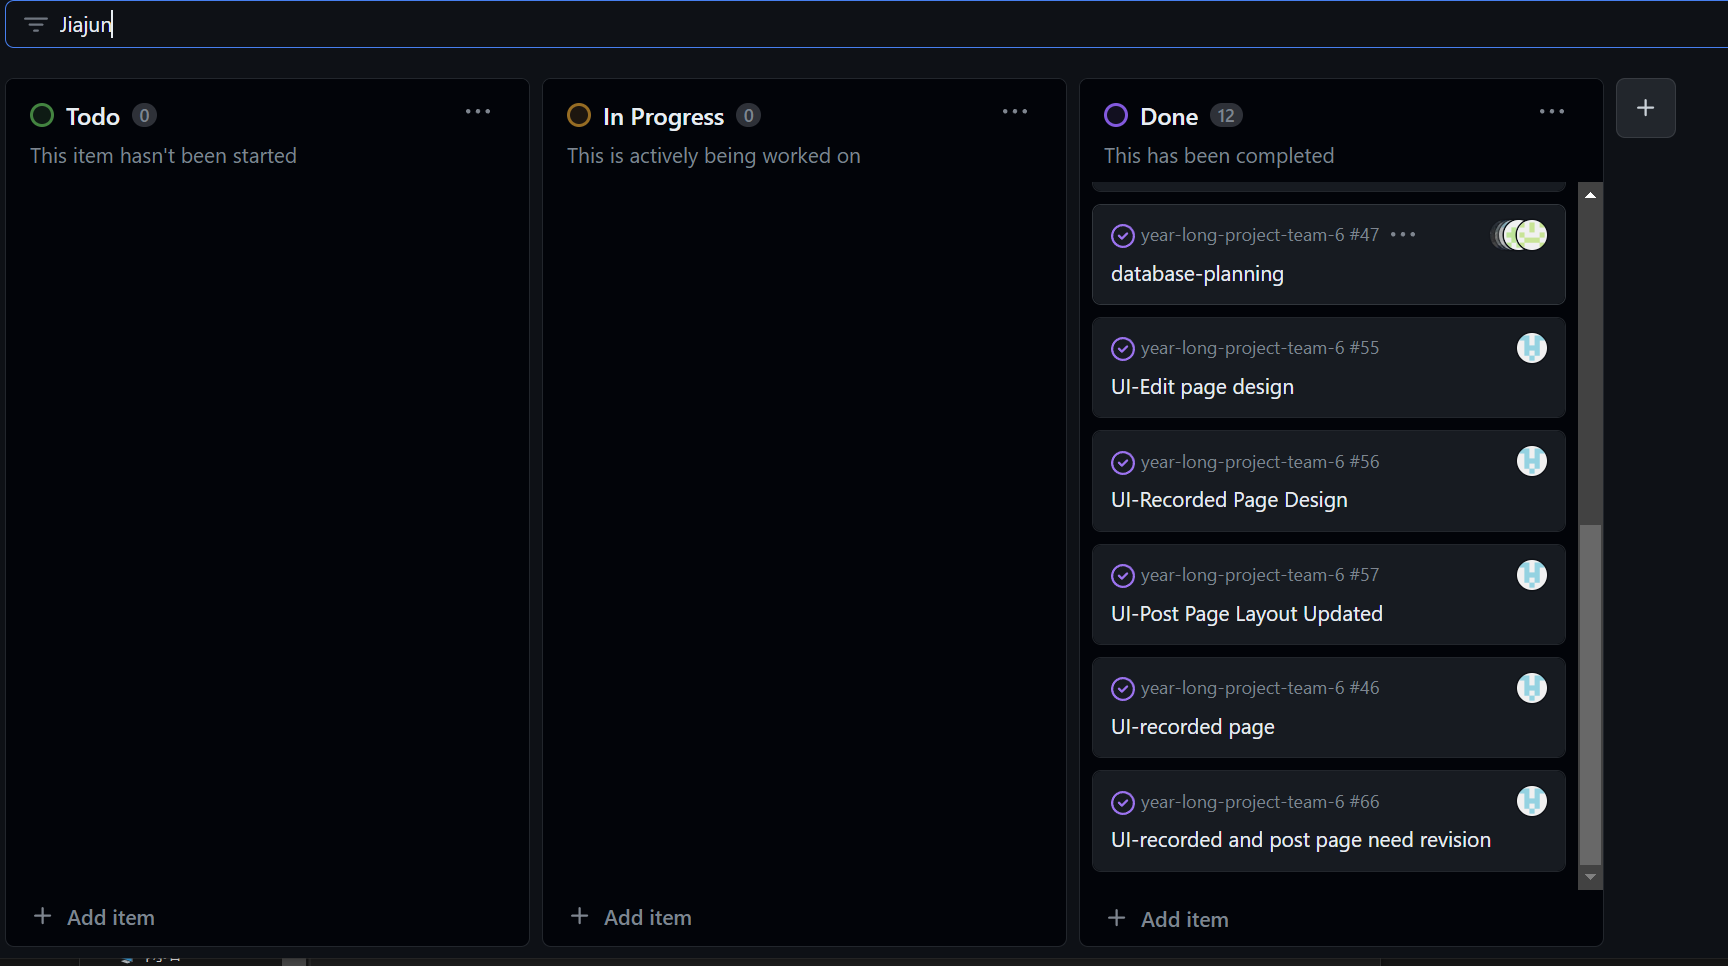 Jiajun
Todo 0
This item hasn't been started
Add item
In Progress 0
This is actively being worked on
Add item
Done 12
This has been completed
year-long-project-team-6 #47
database-planning
year-long-project-team-6 #55
UI-Edit page design
year-long-project-team-6 #56
UI-Recorded Page Design
year-long-project-team-6 #57
UI-Post Page Layout Updated
year-long-project-team-6 #46
UI-recorded page
year-long-project-team-6 #66
UI-recorded and post page need revision
Add item